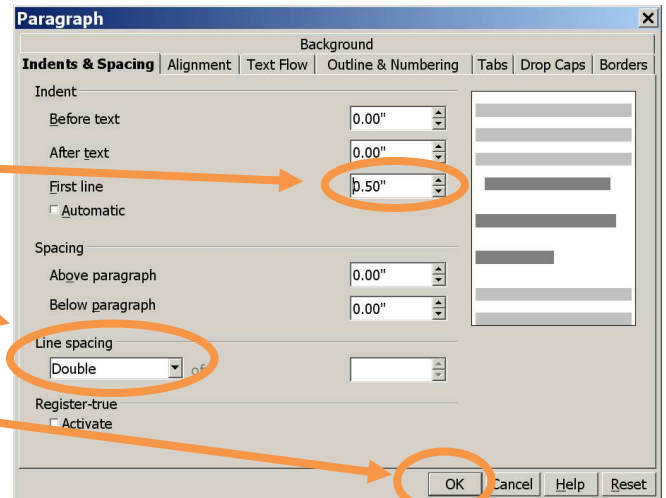 Paragraph
Background
Indents & Spacing Alignment Text Flow Outline & Numbering Tabs Drop Caps Borders
Indent
Before text 0.00"
After text 0.00"
First line 0.50"
Automatic
Spacing
Above paragraph 0.00"
Below paragraph 0.00"
Line spacing
Double of
Register-true
Activate
OK Cancel Help Reset